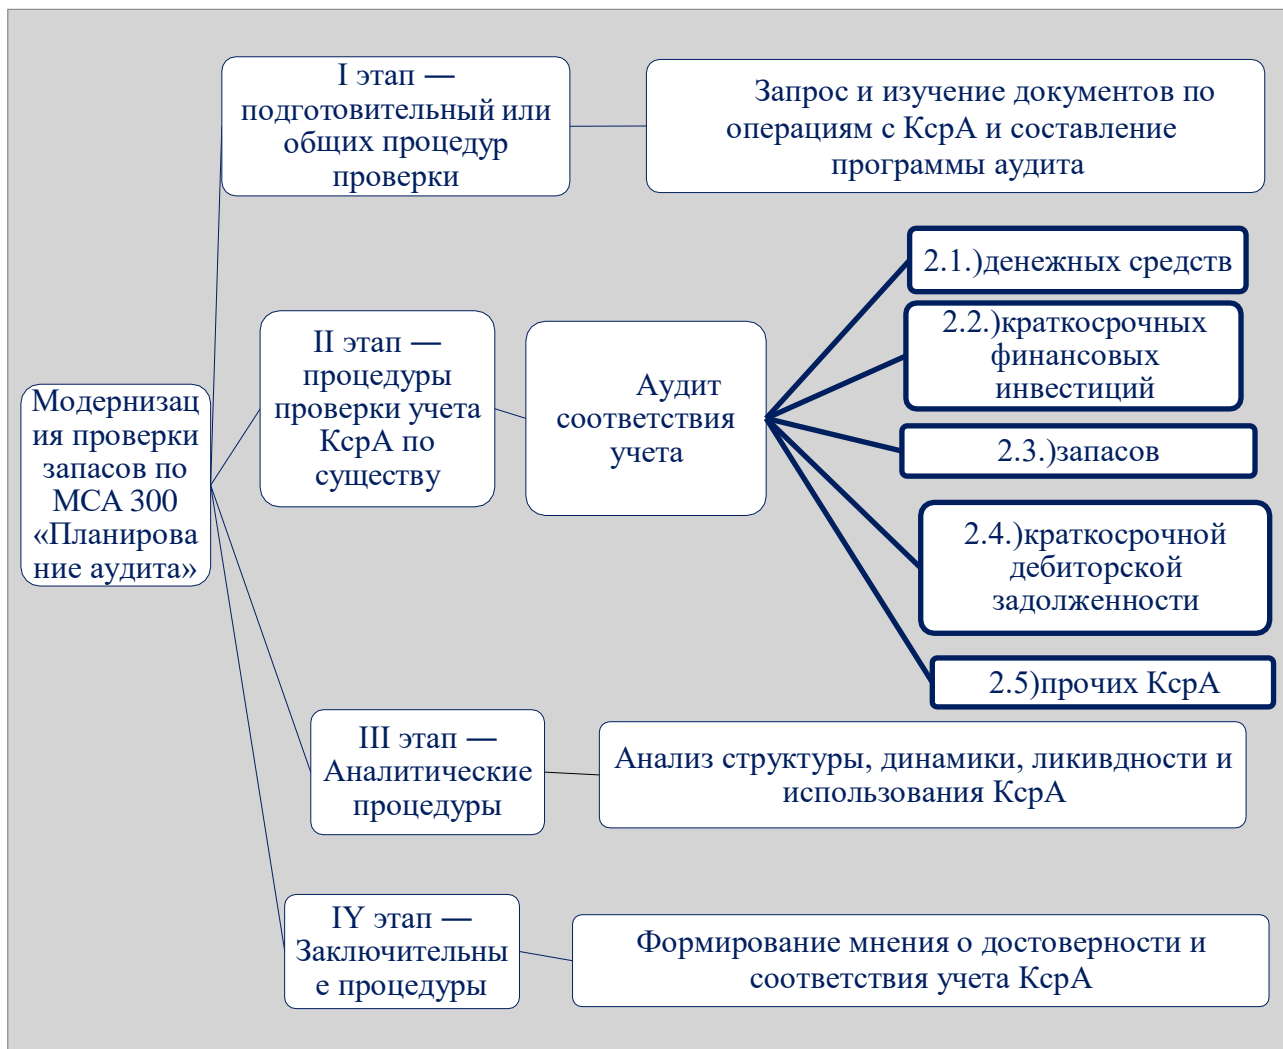 Модернизац
ия проверки
запасов по
МСА 300
«Планирова
ние аудита»
I этап —
подготовительный или
общих процедур
проверки
Запрос и изучение документов по
операциям с КсрА и составление
программы аудита
II этап —
процедуры
проверки учета
КсрА по
существу
Аудит
соответствия
учета
2.1.)денежных средств
2.2.)краткосрочных
финансовых
инвестиций
2.3.)запасов
2.4.)краткосрочной
дебиторской
задолженности
2.5)прочих КсрА
III этап —
Аналитические
процедуры
Анализ структуры, динамики, ликивдности и
использования КсрА
IY этап —
Заключительны
е процедуры
Формирование мнения о достоверности и
соответствия учета КсрА